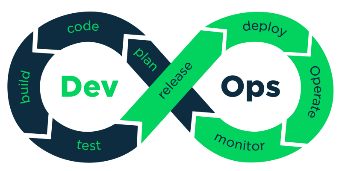 code
plan
build
Dev
test
release
deploy
Operate
Ops
monitor